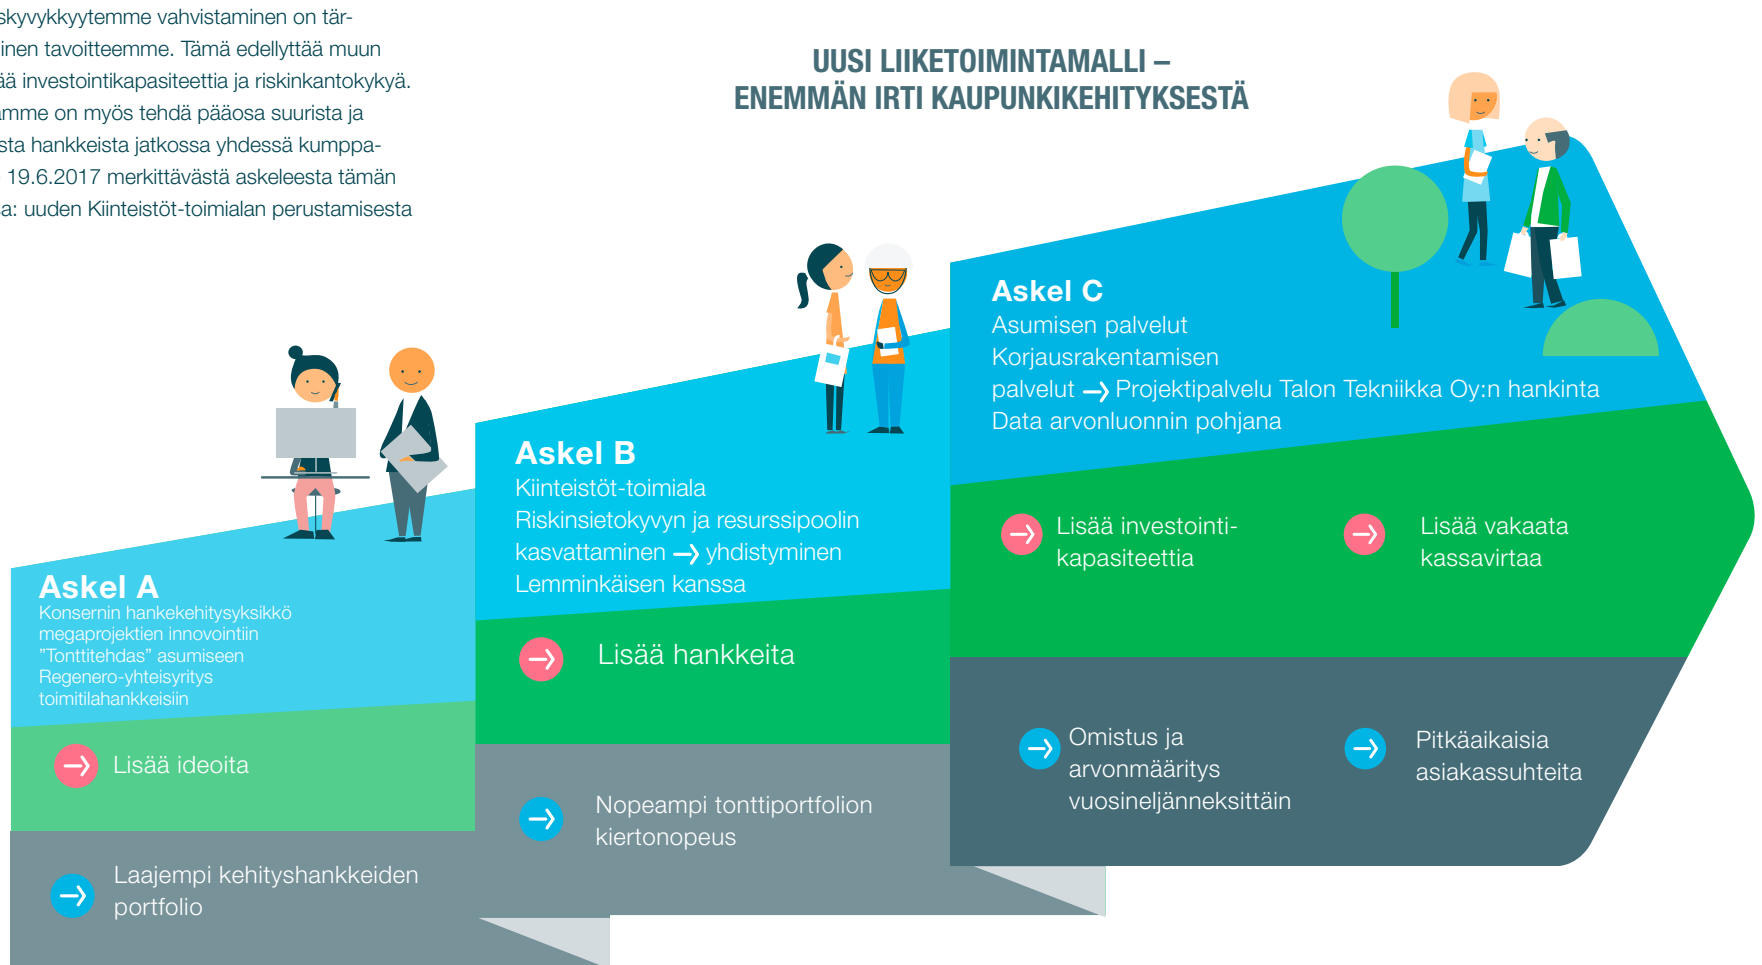 skyvykkyytemme vahvistaminen on tär-
inen tavoitteemme. Tämä edellyttää muun
ää investointikapasiteettia ja riskinkantokykyä.
mme on myös tehdä pääosa suurista ja
sta hankkeista jatkossa yhdessä kumppa-
19.6.2017 merkittävästä askeleesta tämän
a: uuden Kiinteistöt-toimialan perustamisesta
UUSI LIIKETOIMINTAMALLI –
ENEMMÄN IRTI KAUPUNKIKEHITYKSESTÄ
Askel A
Konsernin hankekehitysyksikkö
megaprojektien innovointiin
"Tonttitehdas" asumiseen
Regenero-yhteisyritys
toimitilahankkeisiin
Lisää ideoita
Laajempi kehityshankkeiden
portfolio
Askel B
Kiinteistöt-toimiala
Riskinsietokyvyn ja resurssipoolin
kasvattaminen → yhdistyminen
Lemminkäisen kanssa
Lisää hankkeita
Nopeampi tonttiportfolion
kiertonopeus
Askel C
Asumisen palvelut
Korjausrakentamisen
palvelut → Projektipalvelu Talon Tekniikka Oy:n hankinta
Data arvonluonnin pohjana
Lisää investointi-
kapasiteettia
Lisää vakaata
kassavirtaa
Omistus ja
arvonmääritys
vuosineljänneksittäin
Pitkäaikaisia
asiakassuhteita